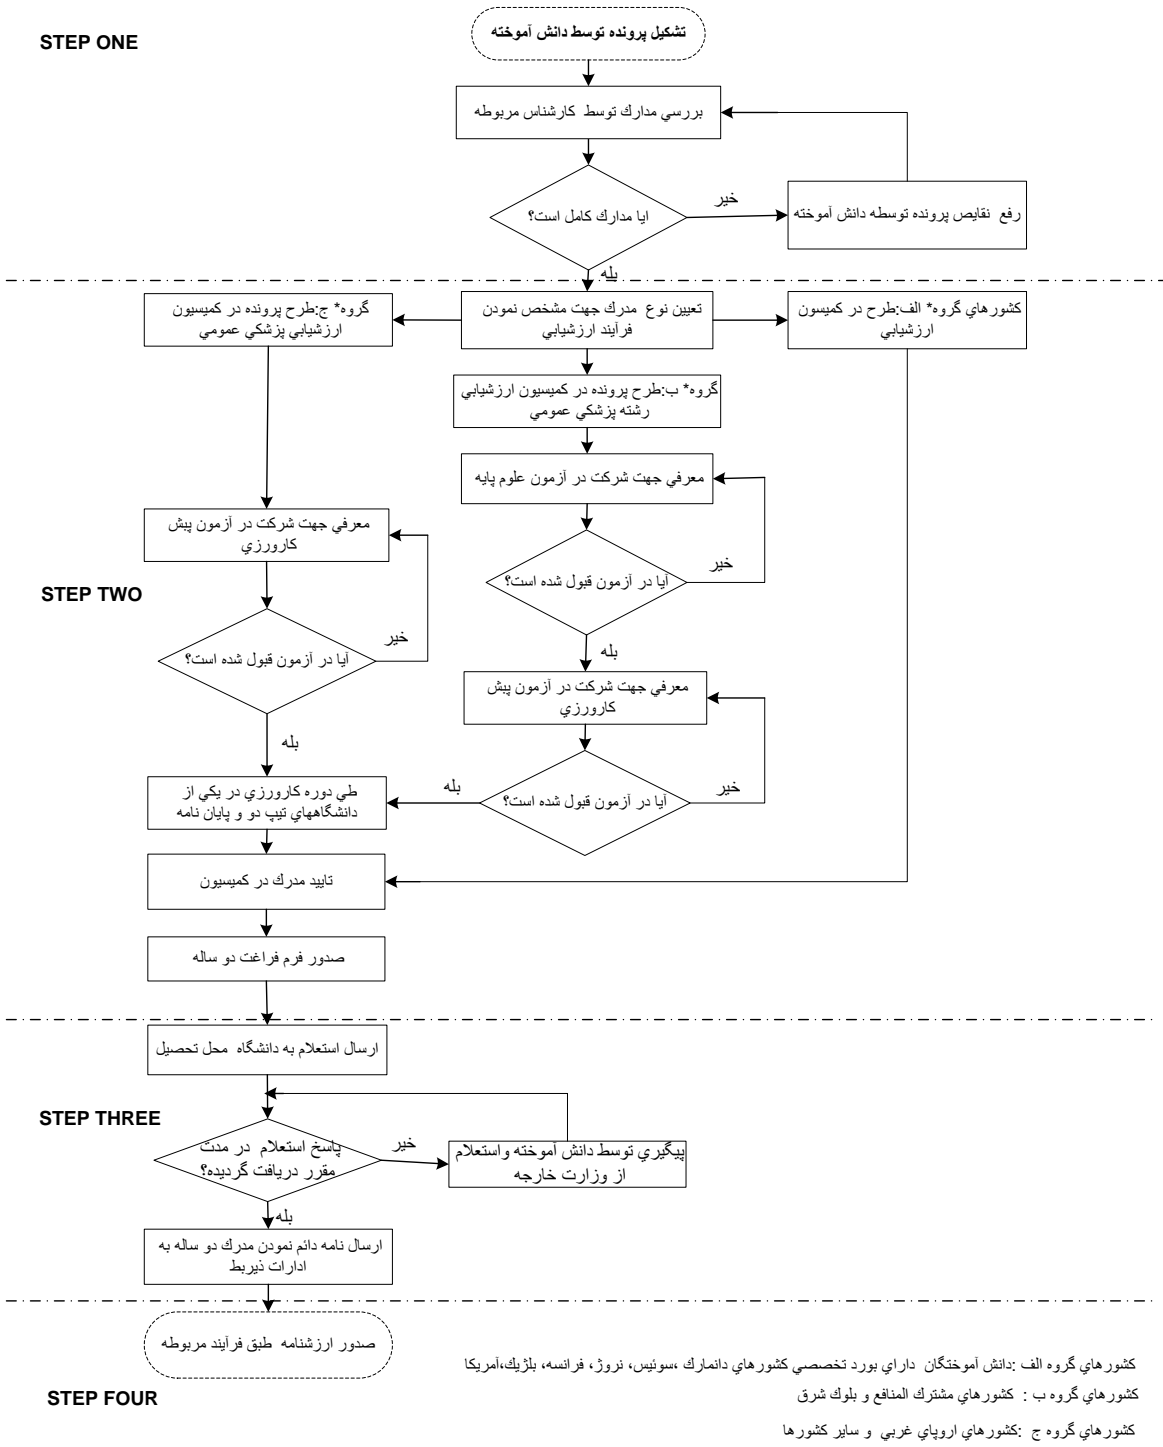 STEP ONE
تشكيل پرونده توسط دانش آموخته
بررسي مدارك توسط كارشناس مربوطه
ايا مدارك كامل است؟
خير
رفع نقايص پرونده توسطه دانش آموخته
بله
گروه* ج:طرح پرونده در كميسيون
ارزشيابي پزشكي عمومي
تعيين نوع مدرك جهت مشخص نمودن
فرآيند ارزشيابي
كشورهاي گروه* الف:طرح در كميسون
ارزشيابي
گروه* ب:طرح پرونده در كميسيون ارزشيابي
رشته پزشكي عمومي
معرفي جهت شركت در آزمون علوم پايه
معرفي جهت شركت در آزمون پيش
كارورزي
آيا در آزمون قبول شده است؟
خير
STEP TWO
آيا در آزمون قبول شده است؟
خير
بله
معرفي جهت شركت در آزمون پيش
كارورزي
بله
طي دوره كارورزي در يكي از
دانشگاههاي تيپ دو و پايان نامه
بله
آيا در آزمون قبول شده است؟
خير
تاييد مدرك در كميسيون
صدور فرم فراغت دو ساله
ارسال استعلام به دانشگاه محل تحصيل
STEP THREE
پاسخ استعلام در مدت
مقرر دريافت گرديده؟
خير
پيگيري توسط دانش آموخته واستعلام
از وزارت خارجه
بله
ارسال نامه دائم نمودن مدرك دو ساله به
ادارات ذيربط
صدور ارزشنامه طبق فرآيند مربوطه
STEP FOUR
كشورهاي گروه الف :دانش آموختگان داراي بورد تخصصي كشورهاي دانمارك ،سوئيس، نروژ، فرانسه، بلژيك،آمريكا
كشورهاي گروه ب : كشورهاي مشترك المنافع و بلوك شرق
كشورهاي گروه ج :كشورهاي اروپاي غربي و ساير كشورها